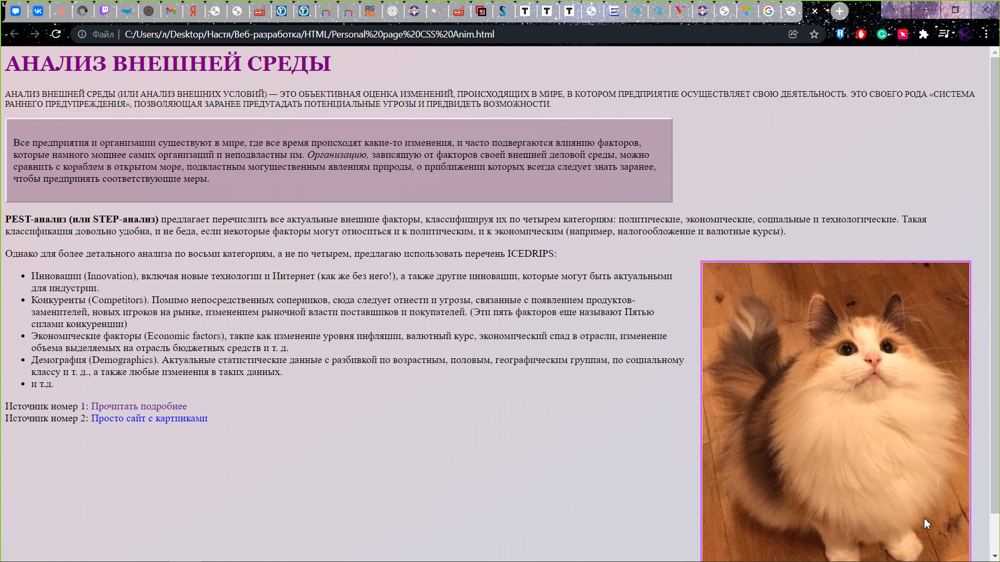 Файл | C:/Users/л/Desktop/Настя/Веб-разработка/HTML/Personal%20page%20CSS%20Anim.html
АНАЛИЗ ВНЕШНЕЙ СРЕДЫ
АНАЛИЗ ВНЕШНЕЙ СРЕДЫ (ИЛИ АНАЛИЗ ВНЕШНИХ УСЛОВИЙ) — ЭТО ОБЪЕКТИВНАЯ ОЦЕНКА ИЗМЕНЕНИЙ, ПРОИСХОДЯЩИХ В МИРЕ, В КОТОРОМ ПРЕДПРИЯТИЕ ОСУЩЕСТВЛЯЕТ СВОЮ ДЕЯТЕЛЬНОСТЬ. ЭТО СВОЕГО РОДА «СИСТЕМА
РАННЕГО ПРЕДУПРЕЖДЕНИЯ», ПОЗВОЛЯЮЩАЯ ЗАРАНЕЕ ПРЕДУГАДАТЬ ПОТЕНЦИАЛЬНЫЕ УГРОЗЫ И ПРЕДВИДЕТЬ ВОЗМОЖНОСТИ.
Все предприятия и организации существуют в мире, где все время происходят какие-то изменения, и часто подвергаются влиянию факторов,
которые намного мощнее самих организаций и неподвластны им. Организацию, зависящую от факторов своей внешней деловой среды, можно
сравнить с кораблем в открытом море, подвластным могущественным явлениям природы, о приближении которых всегда следует знать заранее,
чтобы предпринять соответствующие меры.
PEST-анализ (или STEP-анализ) предлагает перечислить все актуальные внешние факторы, классифицируя их по четырем категориям: политические, экономические, социальные и технологические. Такая
классификация довольно удобна, и не беда, если некоторые факторы могут относиться и к политическим, и к экономическим (например, налогообложение и валютные курсы).
Однако для более детального анализа по восьми категориям, а не по четырем, предлагаю использовать перечень ICEDRIPS:
• Инновации (Innovation), включая новые технологии и Интернет (как же без него!), а также другие инновации, которые могут быть актуальными
для индустрии.
• Конкуренты (Competitors). Помимо непосредственных соперников, сюда следует отнести и угрозы, связанные с появлением продуктов-
заменителей, новых игроков на рынке, изменением рыночной власти поставщиков и покупателей. (Эти пять факторов еще называют Пятью
силами конкуренции)
• Экономические факторы (Economic factors), такие как изменение уровня инфляции, валютный курс, экономический спад в отрасли, изменение
объема выделяемых на отрасль бюджетных средств и т. д.
• Демография (Demographics). Актуальные статистические данные с разбивкой по возрастным, половым, географическим группам, по социальному
классу и т. д., а также любые изменения в таких данных.
• и т.д.
Источник номер 1: Прочитать подробнее
Источник номер 2: Просто сайт с картинками